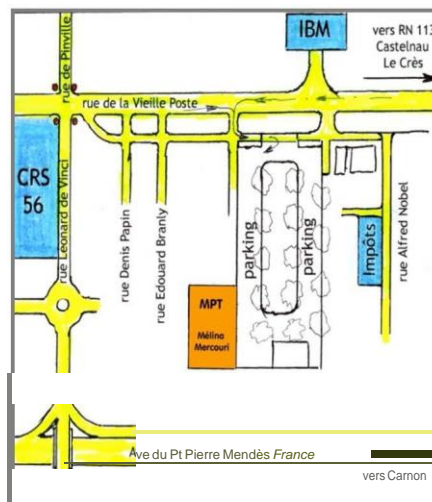 IBM
vers RN 113
Castelnau
Le Crès
rue de Pinville
rue de la Vieille Poste
CRS
56
rue Léonard de Vinci
rue Denis Papin
rue Edouard Branly
parking
parking
Impôts
rue Alfred Nobel
MPT
Mélina
Mercouri
Ave du Pt Pierre Mendès France
vers Carnon